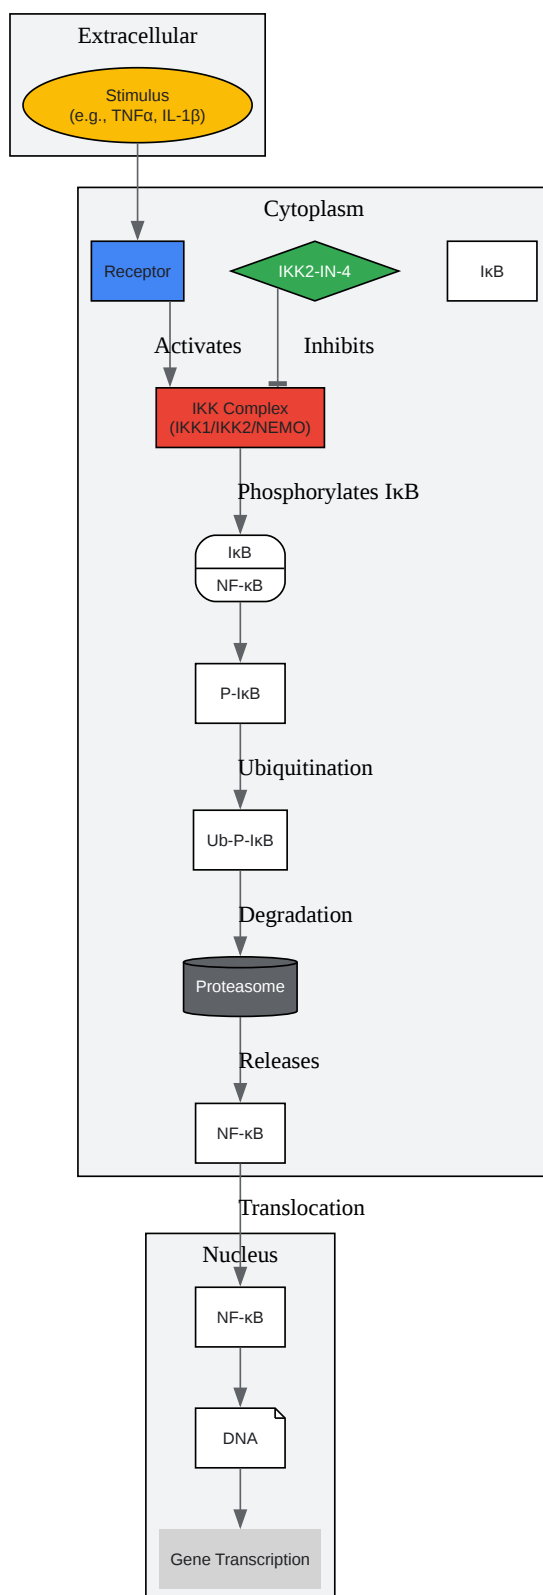 Extracellular
Stimulus
(e.g., TNFα, IL-1β)
Cytoplasm
Receptor
IKK2-IN-4
IκB
Activates
Inhibits
IKK Complex
(IKK1/IKK2/NEMO)
Phosphorylates IκB
IκB
NF-κB
P-IκB
Ubiquitination
Ub-P-IκB
Degradation
Proteasome
Releases
NF-κB
Translocation
Nucleus
NF-κB
DNA
Gene Transcription